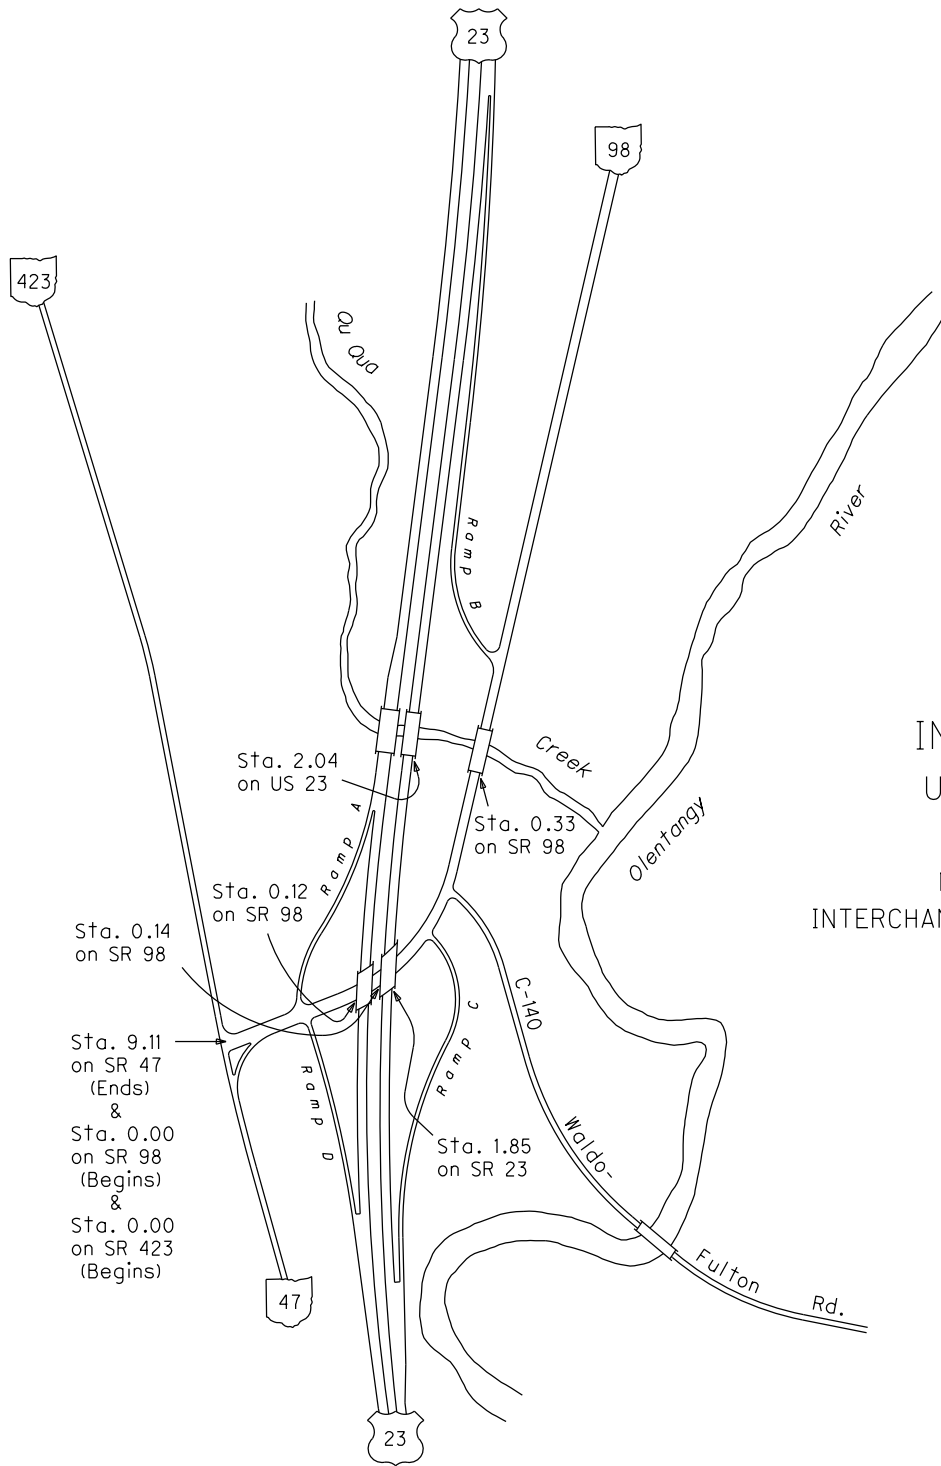 23
98
423
Qu Qua
River
Ramp B
Creek
Sta. 2.04
on US 23
Ramp A
Sta. 0.33
on SR 98
Olentangy
Sta. 0.12
on SR 98
Sta. 0.14
on SR 98
INTERCHAN
C-140
Ramp C
Sta. 9.11
on SR 47
(Ends)
&
Sta. 0.00
on SR 98
(Begins)
&
Sta. 0.00
on SR 423
(Begins)
Ramp D
Sta. 1.85
on SR 23
Waldo-
Fulton
Rd.
47
23